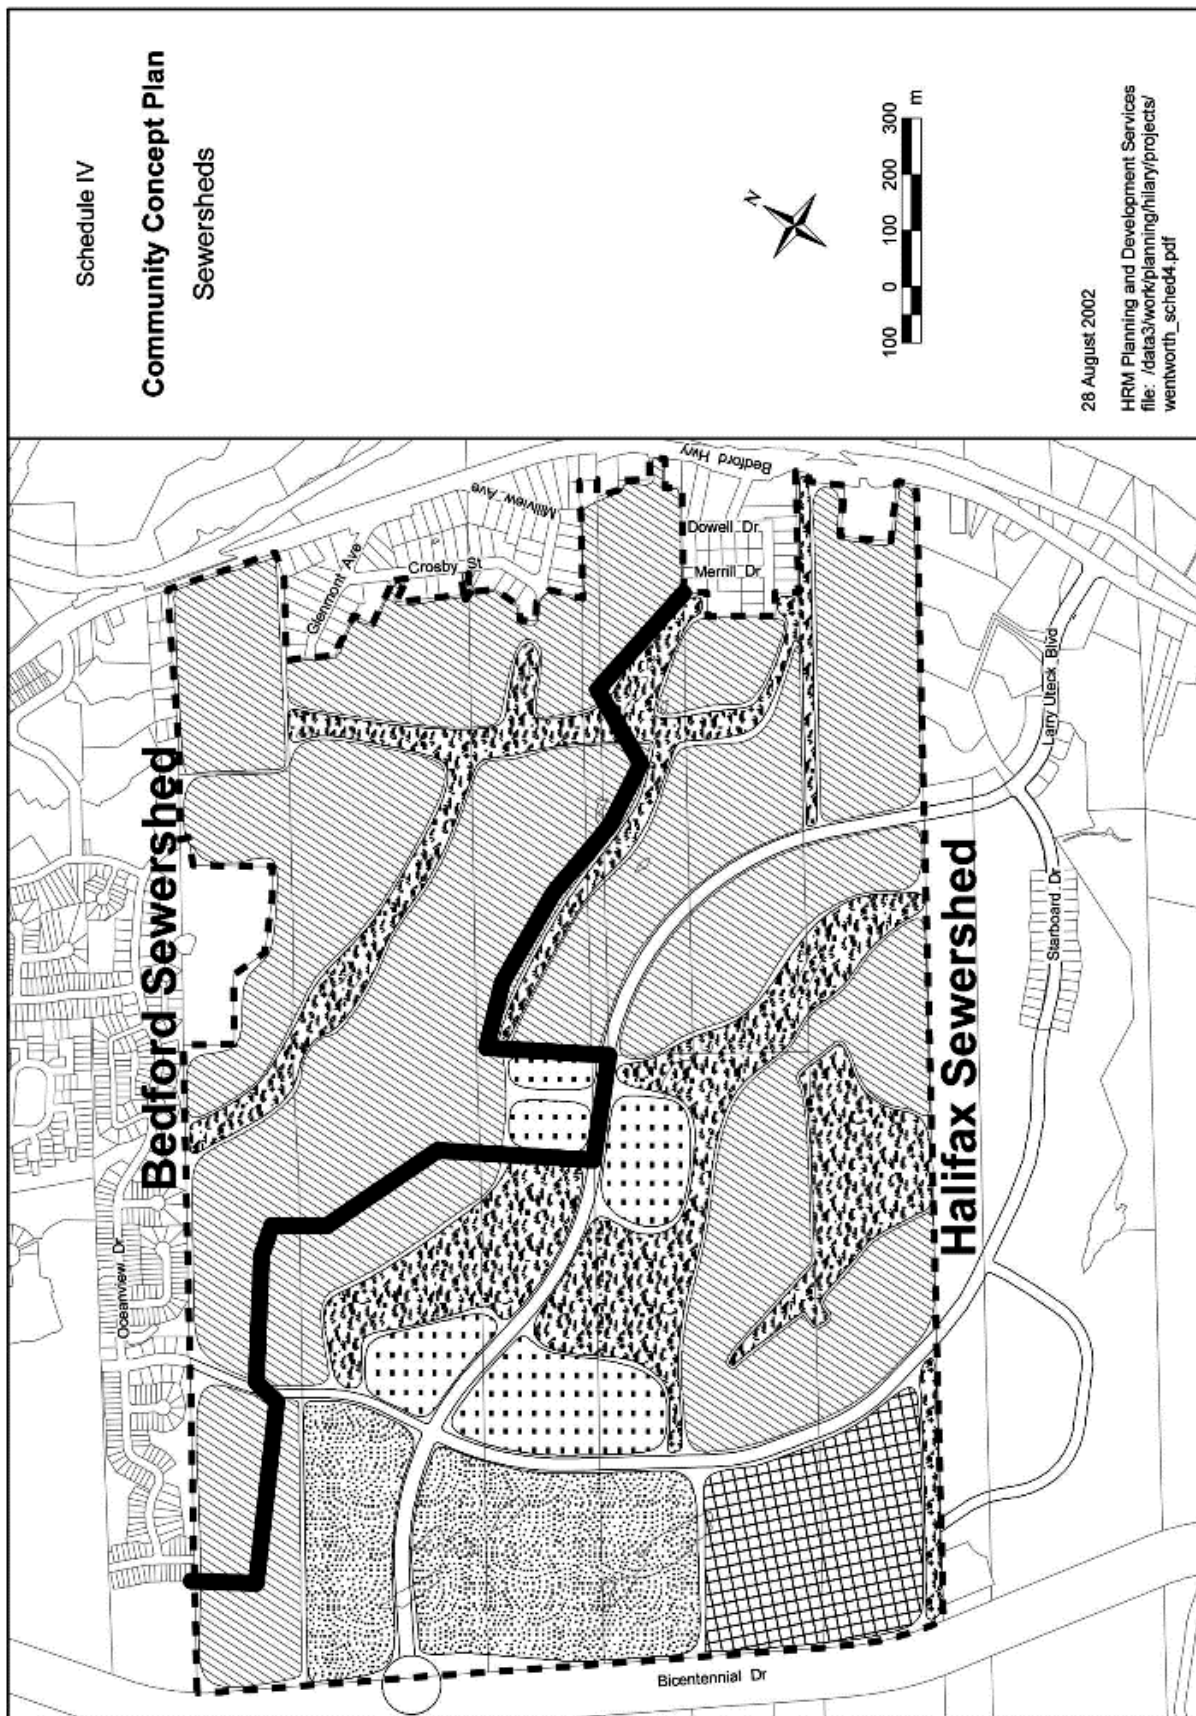 Schedule IV
Community Concept Plan
Sewersheds
N
100 0 100 200 300 m
28 August 2002
HRM Planning and Development Services
file: /data3/work/planning/hilary/projects/
wentworth_sched4.pdf
Bedford Sewershed
Halifax Sewershed
Glenmont Ave
Crosby St
Millview Ave
Bedford Hwy
Dowell Dr.
Merrill Dr
Larry Uteck Blvd
Starboard Dr
Oceanview Dr
Bicentennial Dr